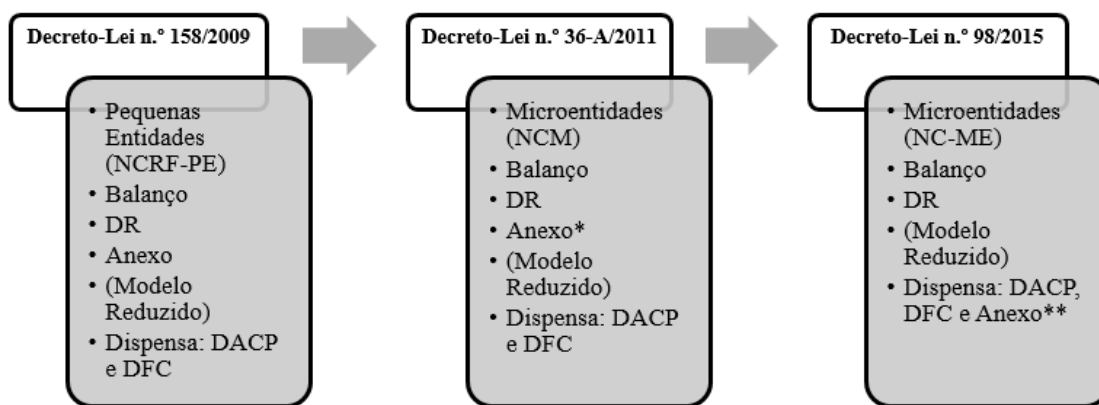 Decreto-Lei n.º 158/2009
• Pequenas
Entidades
(NCRF-PE)
• Balanço
• DR
• Anexo
• (Modelo
Reduzido)
• Dispensa: DACP
e DFC
Decreto-Lei n.º 36-A/2011
• Microentidades
(NCM)
• Balanço
• DR
• Anexo*
• (Modelo
Reduzido)
• Dispensa: DACP
e DFC
Decreto-Lei n.º 98/2015
• Microentidades
(NC-ME)
• Balanço
• DR
• (Modelo
Reduzido)
• Dispensa: DACP,
DFC e Anexo**